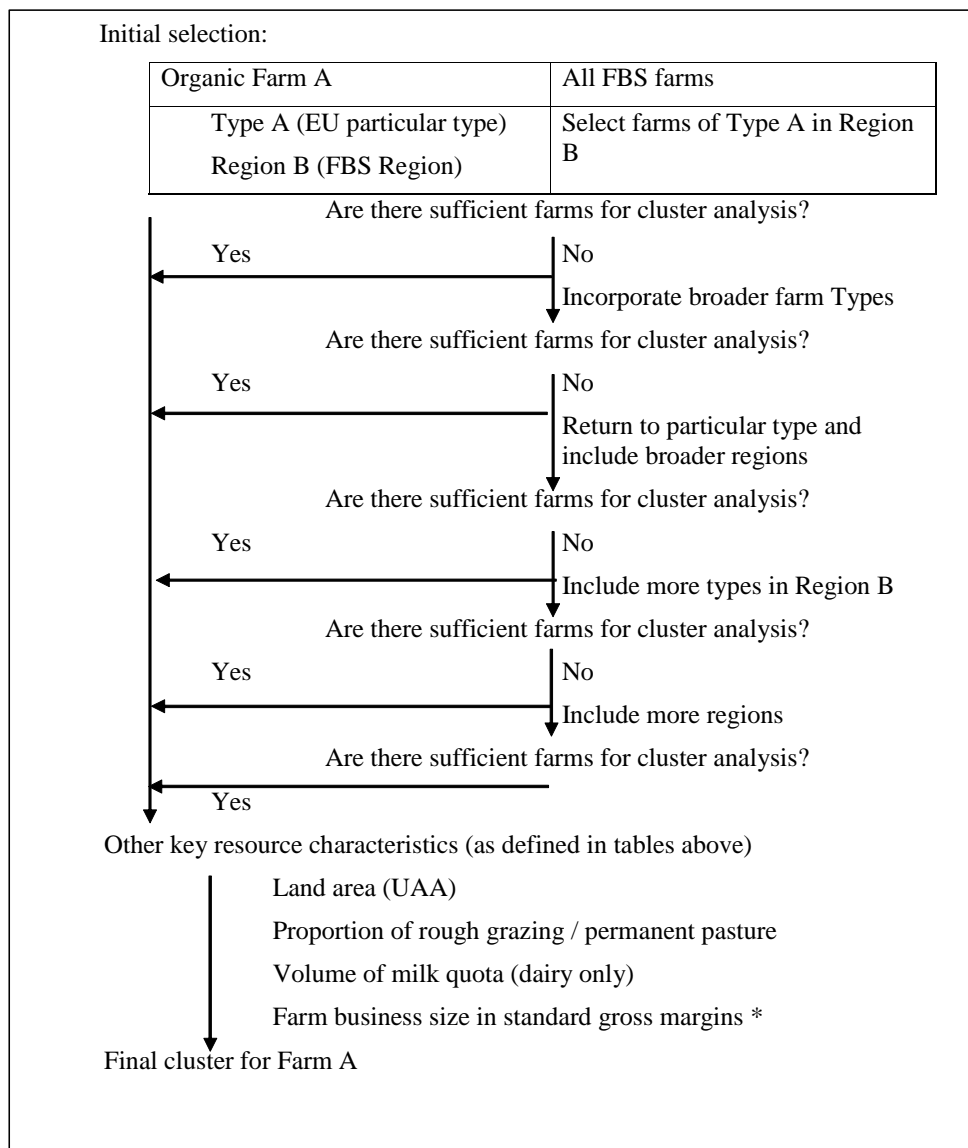 Initial selection:
Organic Farm A
All FBS farms
Type A (EU particular type)
Region B (FBS Region)
Select farms of Type A in Region
B
Are there sufficient farms for cluster analysis?
Yes
No
Incorporate broader farm Types
Are there sufficient farms for cluster analysis?
Yes
No
Return to particular type and
include broader regions
Are there sufficient farms for cluster analysis?
Yes
No
Include more types in Region B
Are there sufficient farms for cluster analysis?
Yes
No
Include more regions
Are there sufficient farms for cluster analysis?
Yes
Other key resource characteristics (as defined in tables above)
Land area (UAA)
Proportion of rough grazing / permanent pasture
Volume of milk quota (dairy only)
Farm business size in standard gross margins *
Final cluster for Farm A